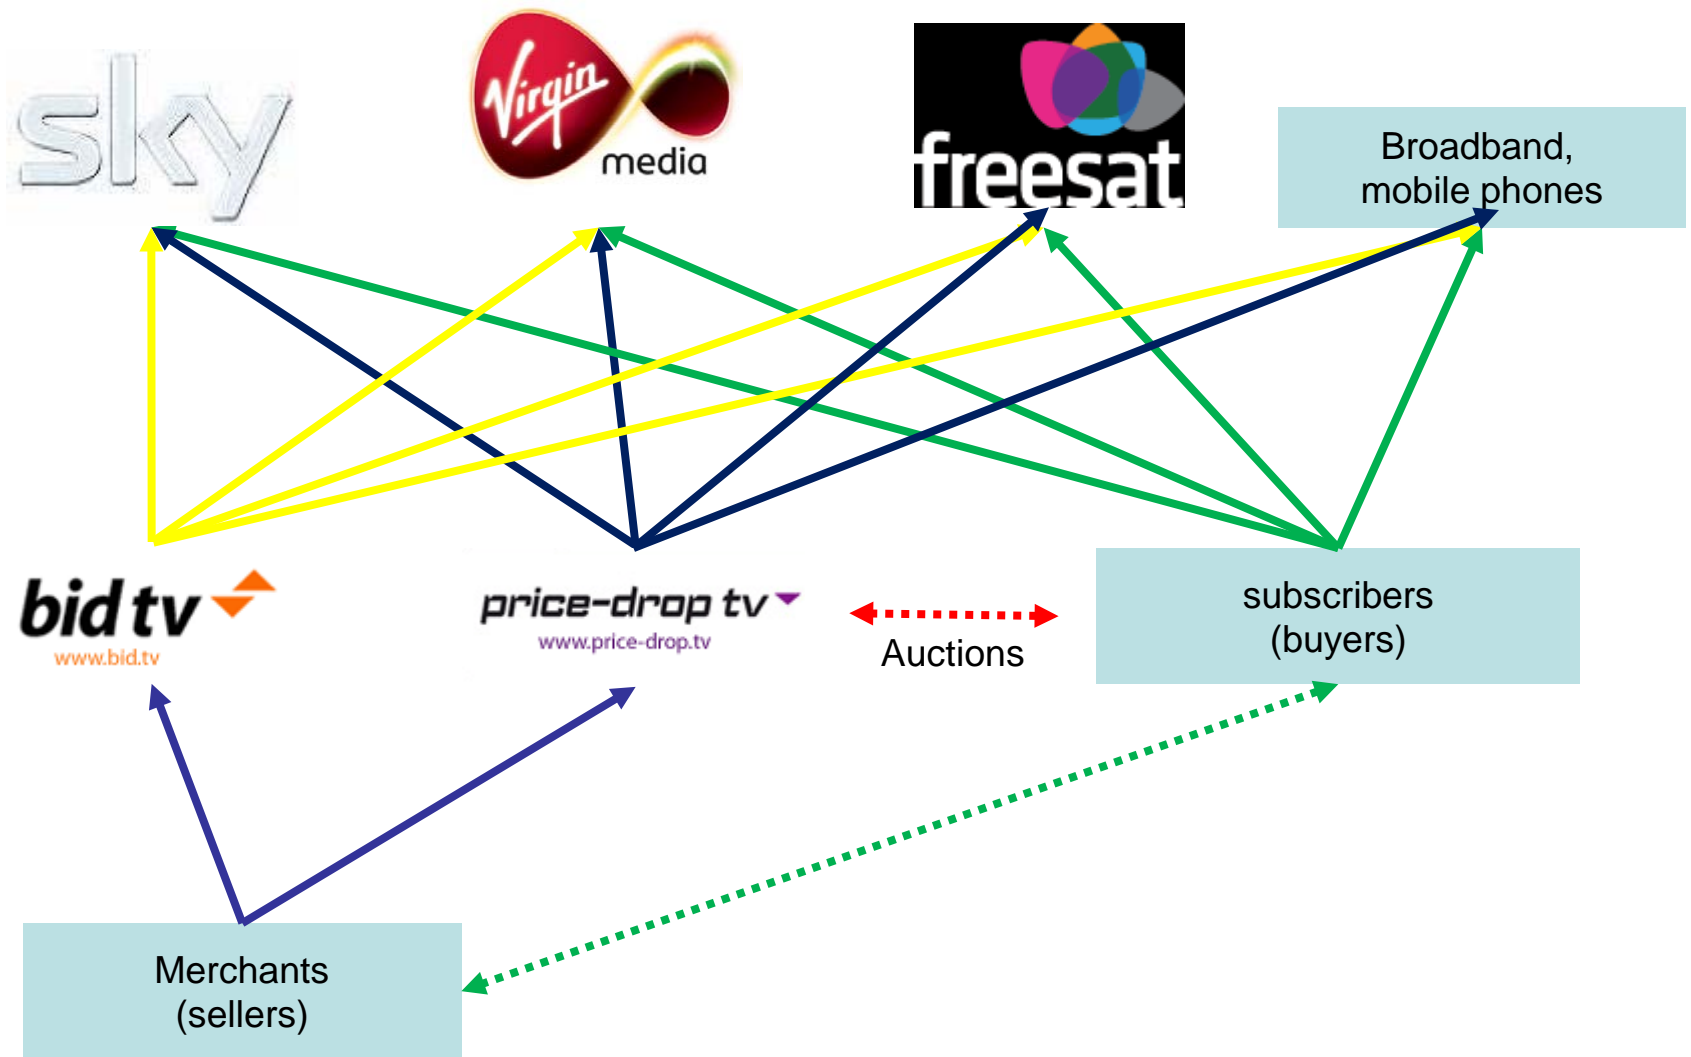 sky
Virgin
media
freesat
Broadband,
mobile phones
bid tv
www.bid.tv
price-drop tv
www.price-drop.tv
Auctions
subscribers
(buyers)
Merchants
(sellers)